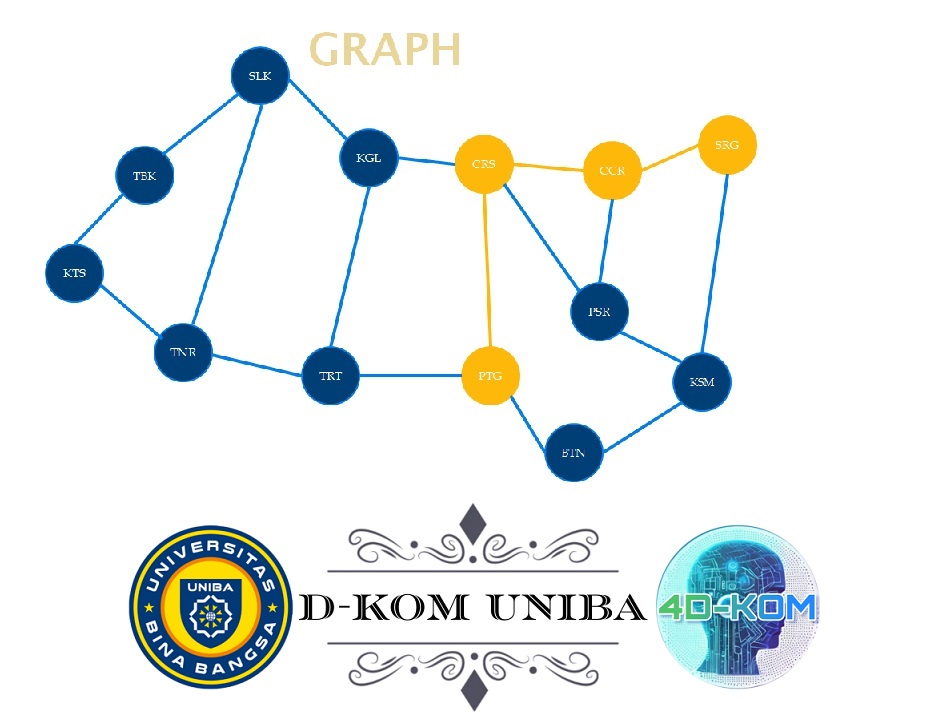 GRAPH
SLK
KGL
CRS
CCR
SRG
TBK
KTS
TNR
TRT
PTG
PSR
KSM
BTN
UNIVERSITAS
UNIBA
BINA BANGSA
D-KOM UNIBA
4D-KOM